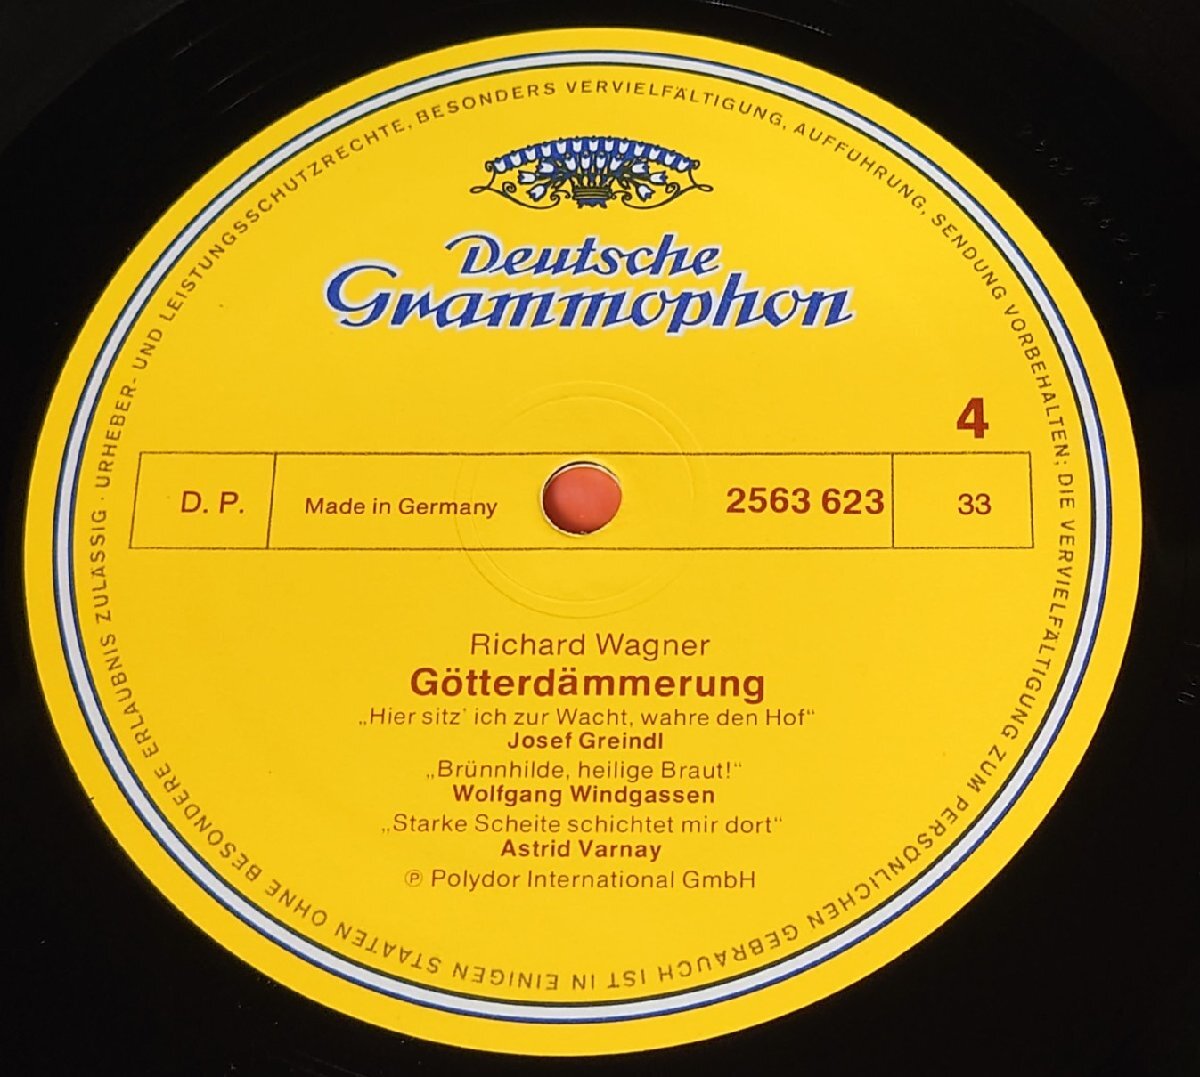 URHEBER- UND LEISTUNGSSCHUTZRECHTE, BESONDERS VERVIELFÄLTIGUNG, AUFFÜHRUNG, SENDUNG VORBEHALTEN; DIE VERVIELFÄLTIGUNG ZUM PERSÖNLICHEN GEBRAUCH IST IN EINIGEN STAATEN OHNE BESONDERE ERLAUBNIS ZULÄSSIG ·
Deutsche
Grammophon
4
D. P. Made in Germany 2563 623 33
Richard Wagner
Götterdämmerung
„Hier sitz' ich zur Wacht, wahre den Hof“
Josef Greindl
„Brünnhilde, heilige Braut!“
Wolfgang Windgassen
„Starke Scheite schichtet mir dort“
Astrid Varnay
℗ Polydor International GmbH